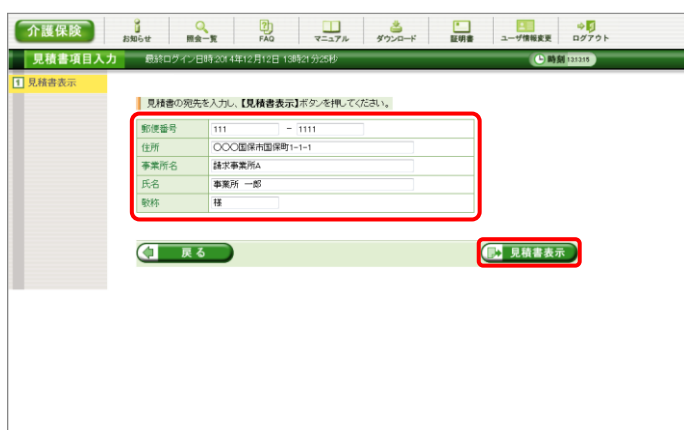 介護保険
お知らせ 照会一覧 FAQ マニュアル ダウンロード 証明書 ユーザ情報変更 ログアウト
見積書項目入力 最終ログイン日時:2014年12月12日 13時21分25秒 時刻 131315
1 見積書表示
見積書の宛先を入力し、【見積書表示】ボタンを押してください。
郵便番号 111 - 1111
住所 〇〇〇国保市国保町1-1-1
事業所名 請求事業所A
氏名 事業所 一郎
敬称 様
戻る 見積書表示